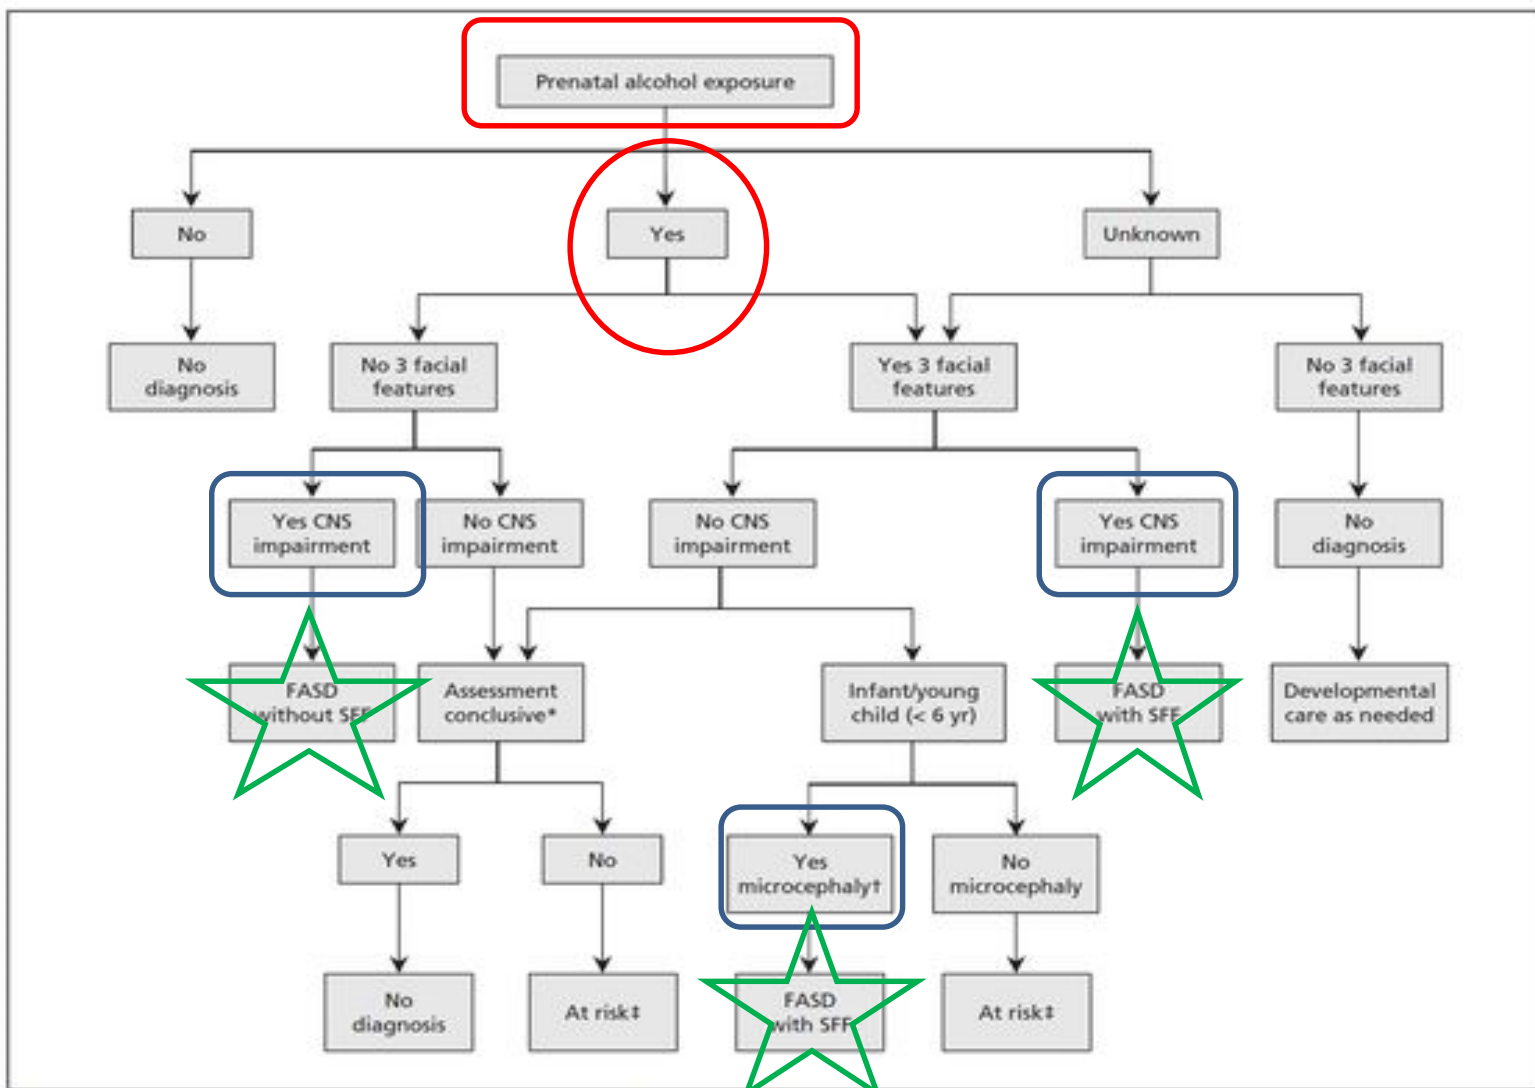 Prenatal alcohol exposure
No
Yes
Unknown
No
diagnosis
No 3 facial
features
Yes 3 facial
features
No 3 facial
features
Yes CNS
impairment
No CNS
impairment
No CNS
impairment
Yes CNS
impairment
No
diagnosis
FASD
without SFF
Assessment
conclusive*
Infant/young
child (< 6 yr)
FASD
with SFF
Developmental
care as needed
Yes
No
Yes
microcephaly†
No
microcephaly
No
diagnosis
At risk‡
FASD
with SFF
At risk‡